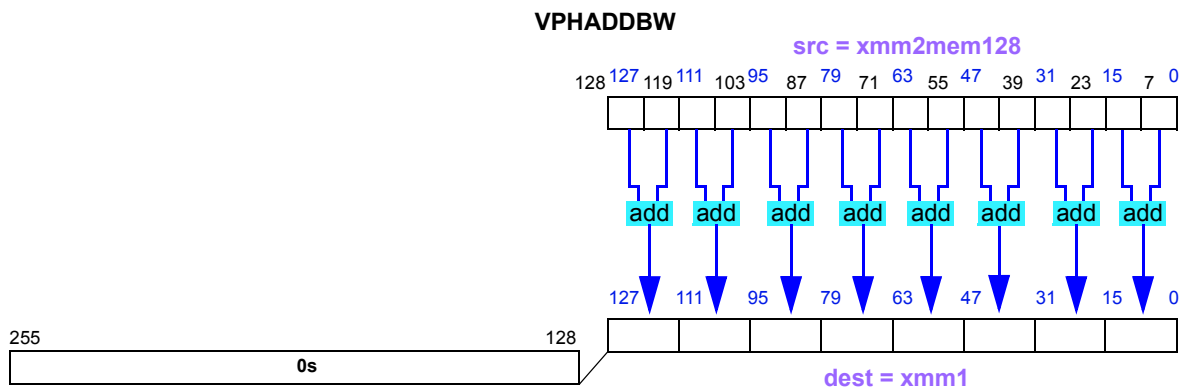 VPHADDBW
src = xmm2mem128
128 127 119 111 103 95 87 79 71 63 55 47 39 31 23 15 7 0
add add add add add add add add
127 111 95 79 63 47 31 15 0
255 128
0s
dest = xmm1